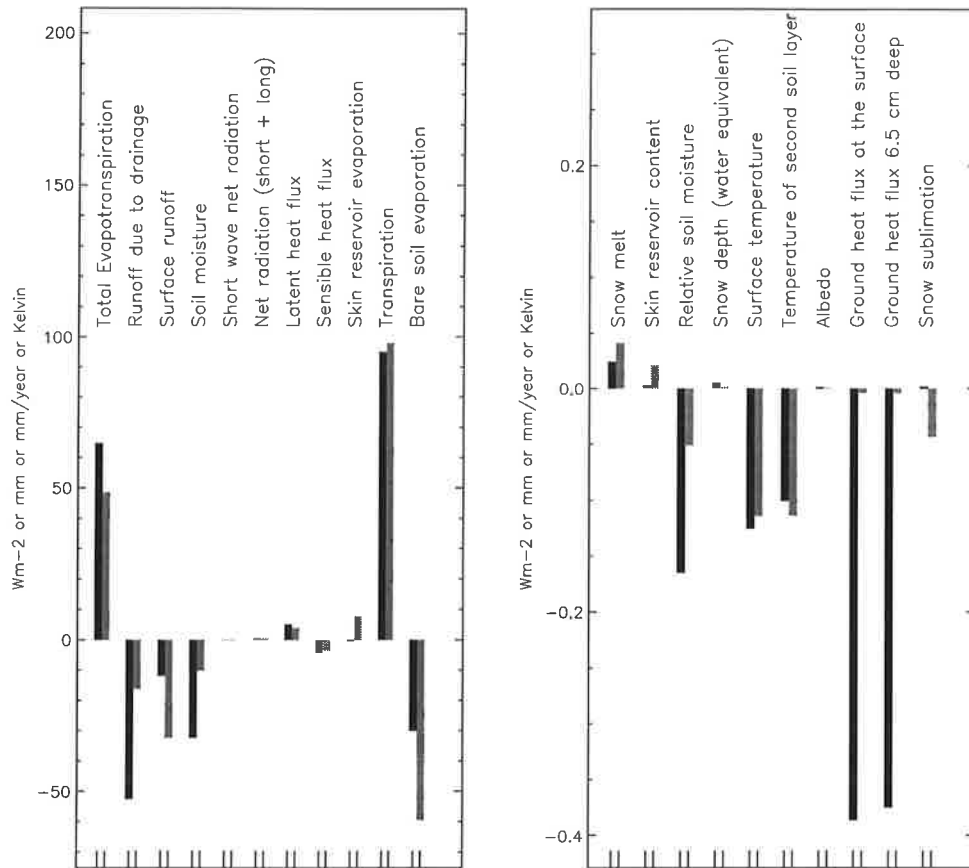 200
150
100
50
0
−50
Wm−2 or mm or mm/year or Kelvin
Total Evapotranspiration
Runoff due to drainage
Surface runoff
Soil moisture
Short wave net radiation
Net radiation (short + long)
Latent heat flux
Sensible heat flux
Skin reservoir evaporation
Transpiration
Bare soil evaporation
0.2
0.0
−0.2
−0.4
Wm−2 or mm or mm/year or Kelvin
Snow melt
Skin reservoir content
Relative soil moisture
Snow depth (water equivalent)
Surface temperature
Temperature of second soil layer
Albedo
Ground heat flux at the surface
Ground heat flux 6.5 cm deep
Snow sublimation